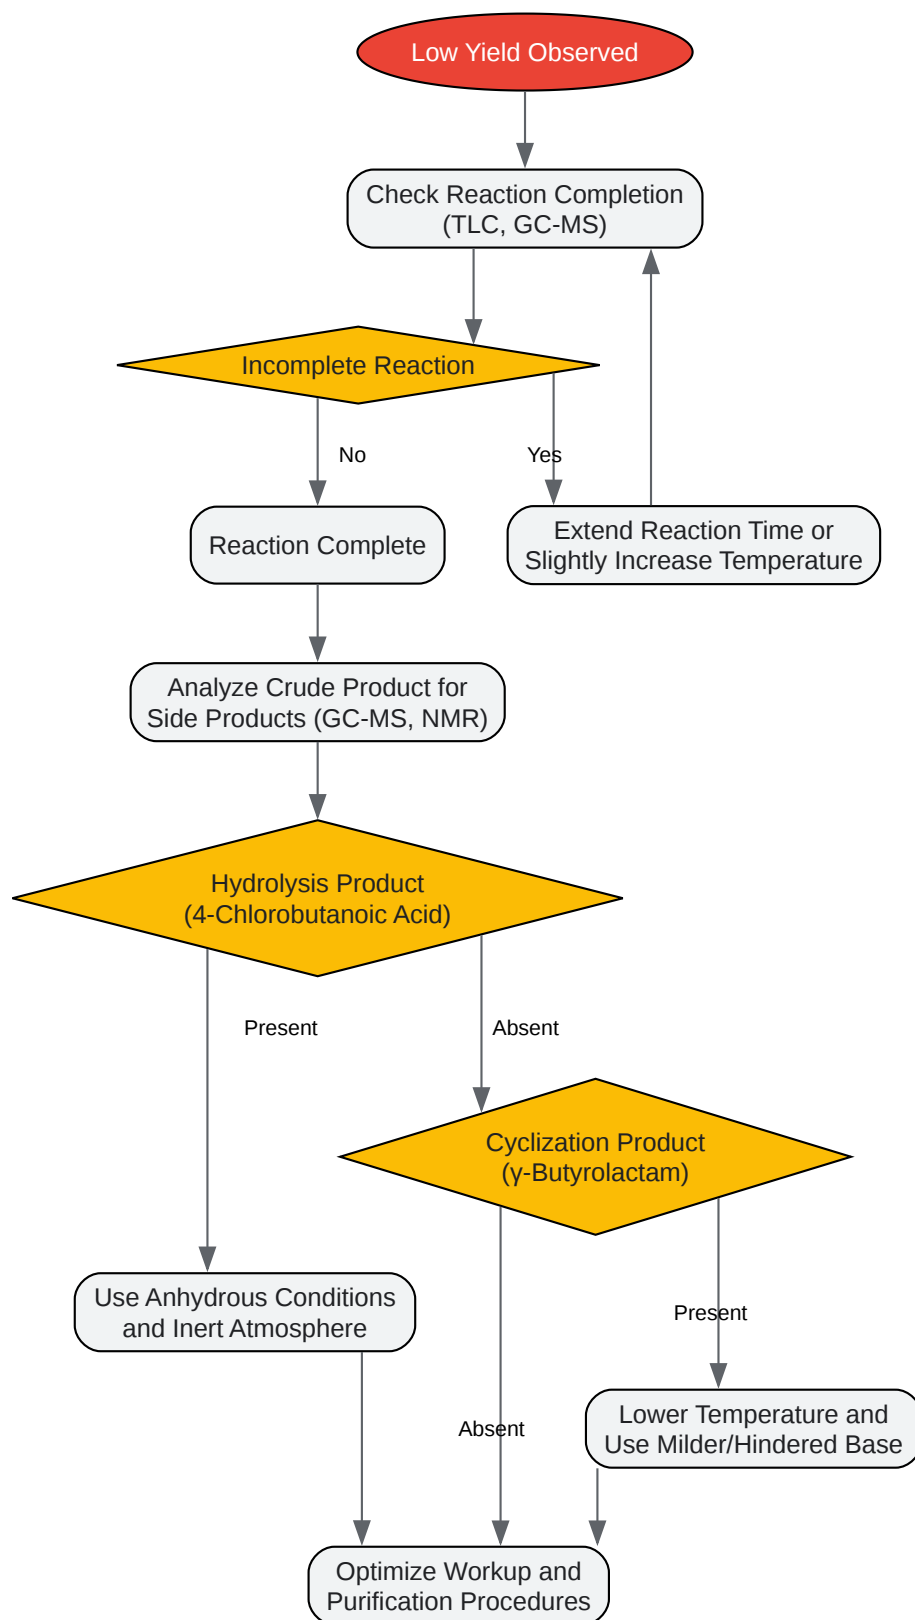 Low Yield Observed
Check Reaction Completion
(TLC, GC-MS)
Incomplete Reaction
No
Yes
Reaction Complete
Extend Reaction Time or
Slightly Increase Temperature
Analyze Crude Product for
Side Products (GC-MS, NMR)
Hydrolysis Product
(4-Chlorobutanoic Acid)
Present
Absent
Cyclization Product
(γ-Butyrolactam)
Use Anhydrous Conditions
and Inert Atmosphere
Present
Absent
Lower Temperature and
Use Milder/Hindered Base
Optimize Workup and
Purification Procedures